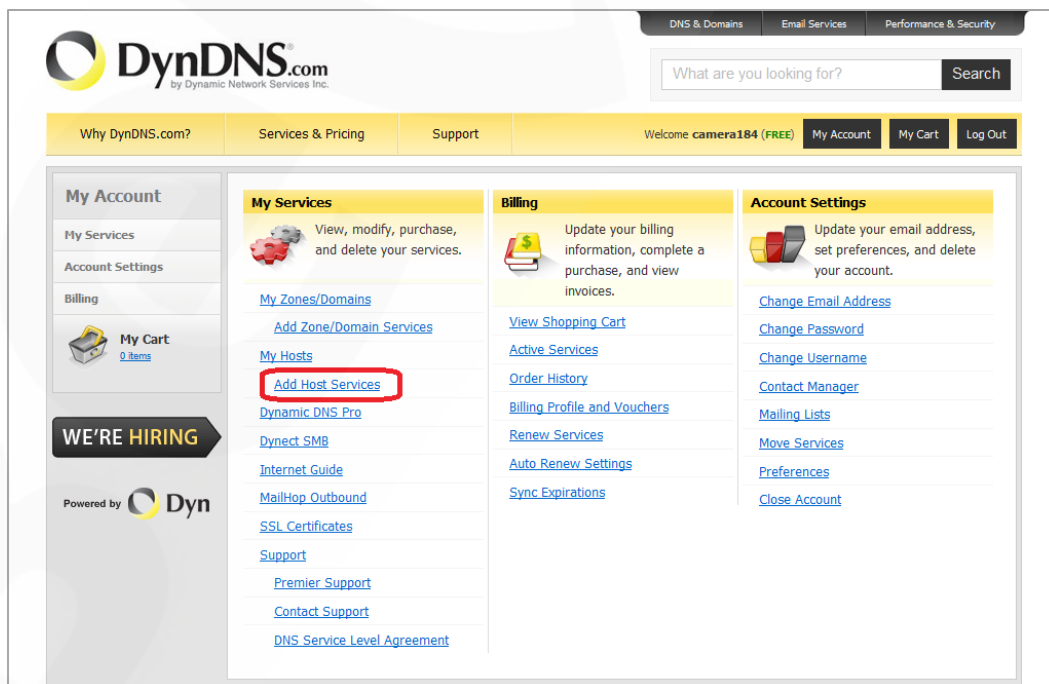 DNS & Domains Email Services Performance & Security
DynDNS.com
by Dynamic Network Services Inc.
What are you looking for? Search
Why DynDNS.com? Services & Pricing Support Welcome camera184 (FREE) My Account My Cart Log Out
My Account
My Services
Account Settings
Billing
My Cart
0 items
WE'RE HIRING
Powered by Dyn
My Services
View, modify, purchase,
and delete your services.
My Zones/Domains
Add Zone/Domain Services
My Hosts
Add Host Services
Dynamic DNS Pro
Dynect SMB
Internet Guide
MailHop Outbound
SSL Certificates
Support
Premier Support
Contact Support
DNS Service Level Agreement
Billing
Update your billing
information, complete a
purchase, and view
invoices.
View Shopping Cart
Active Services
Order History
Billing Profile and Vouchers
Renew Services
Auto Renew Settings
Sync Expirations
Account Settings
Update your email address,
set preferences, and delete
your account.
Change Email Address
Change Password
Change Username
Contact Manager
Mailing Lists
Move Services
Preferences
Close Account